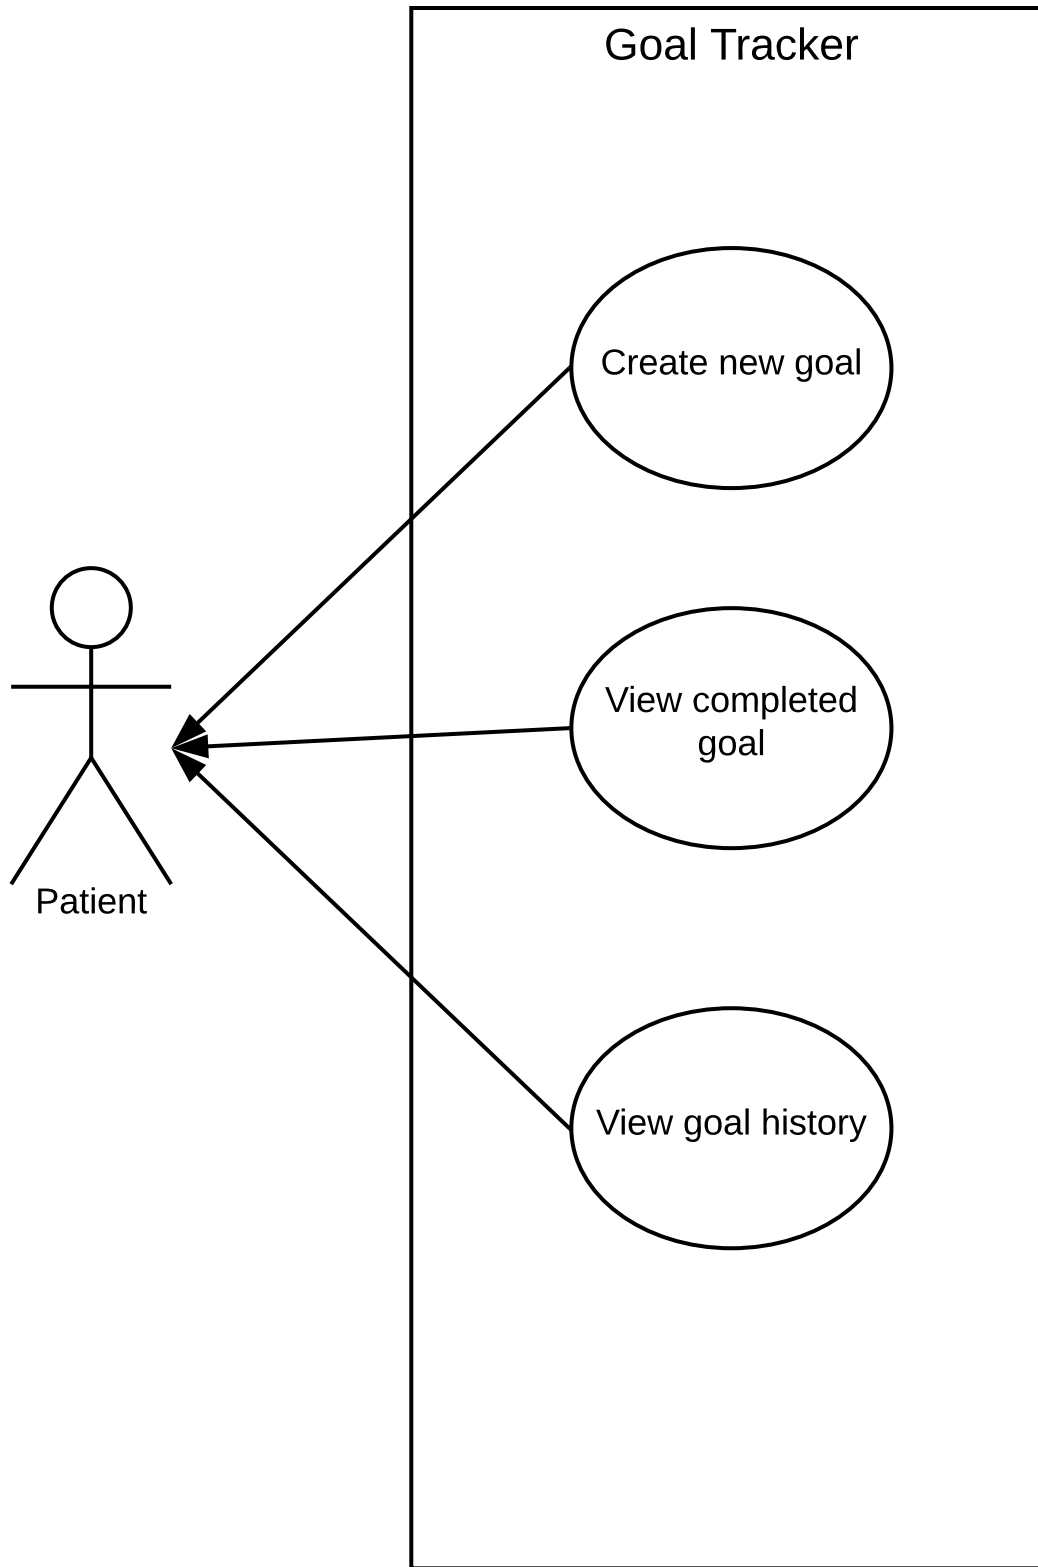 Goal Tracker
Create new goal
View completed
goal
Patient
View goal history